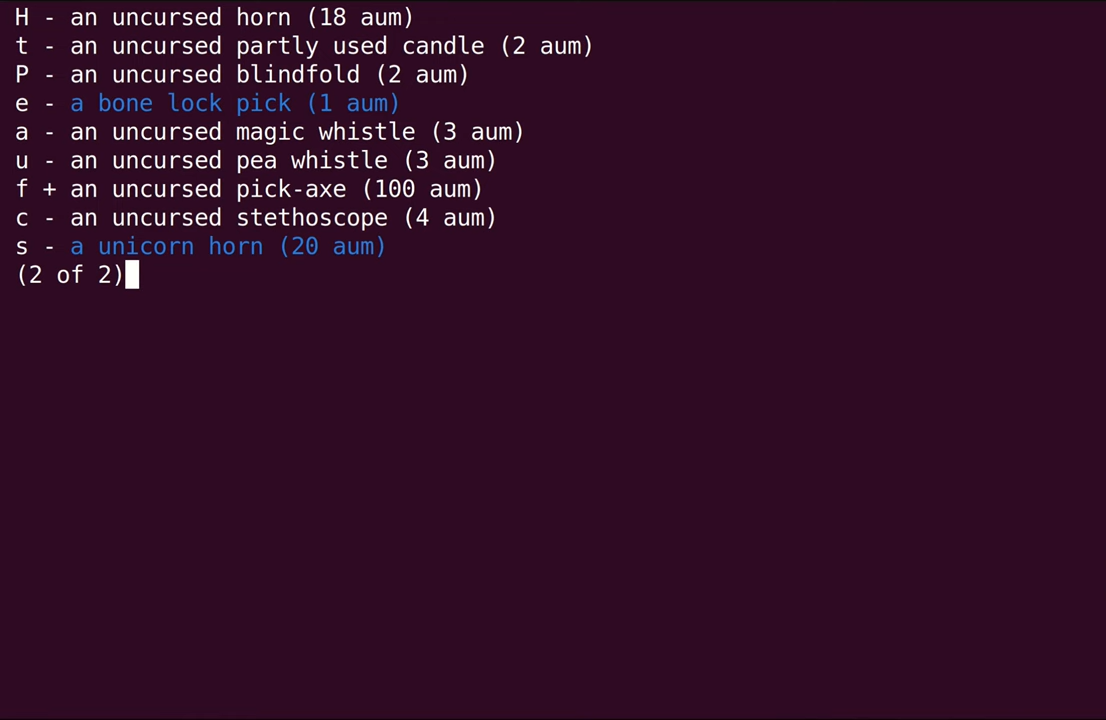 H - an uncursed horn (18 aum)
t - an uncursed partly used candle (2 aum)
P - an uncursed blindfold (2 aum)
e - a bone lock pick (1 aum)
a - an uncursed magic whistle (3 aum)
u - an uncursed pea whistle (3 aum)
f + an uncursed pick-axe (100 aum)
c - an uncursed stethoscope (4 aum)
s - a unicorn horn (20 aum)
(2 of 2)